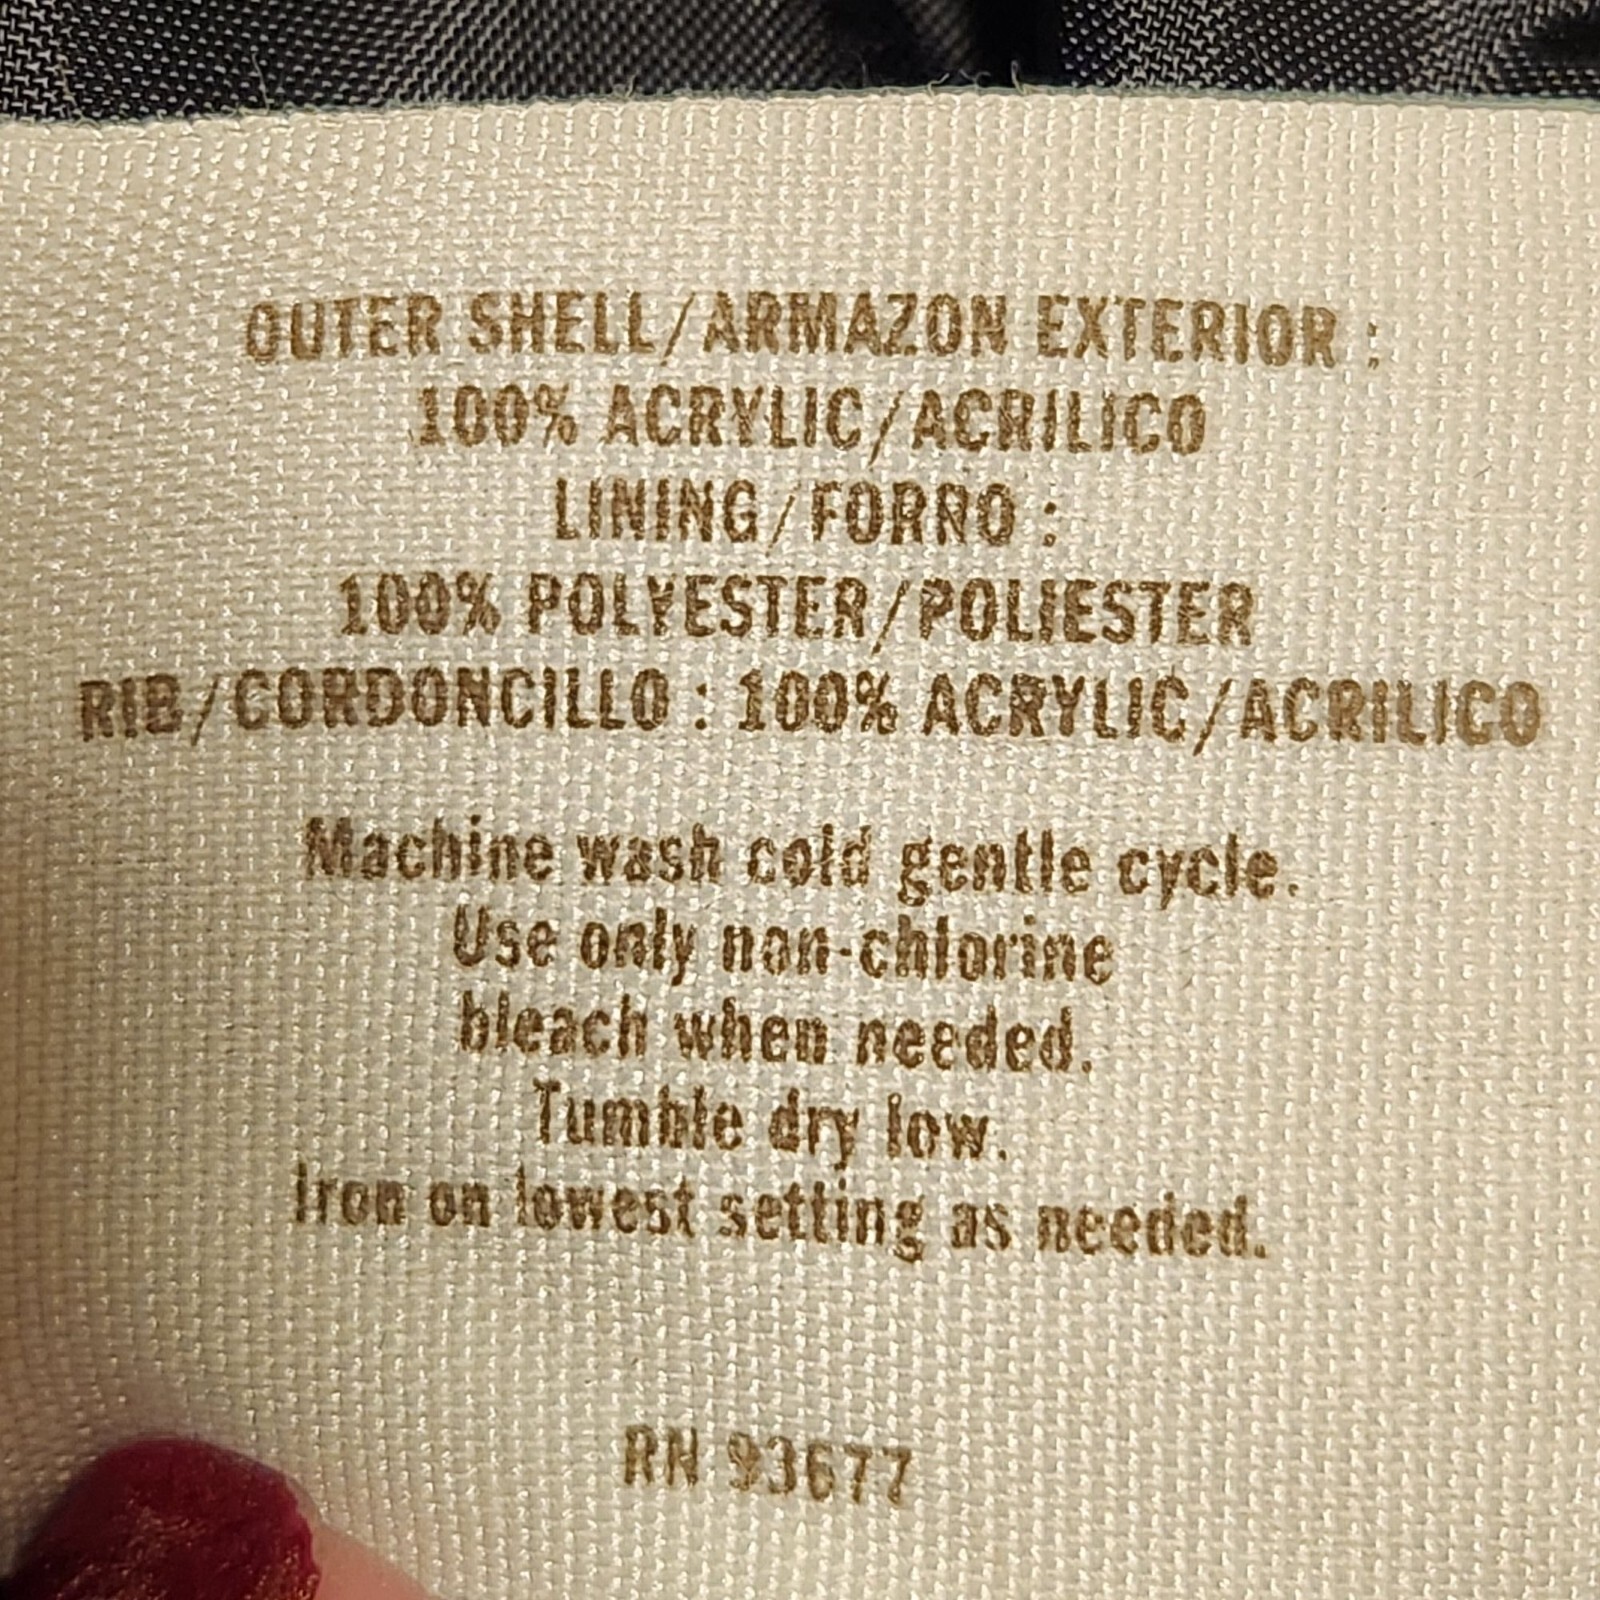 OUTER SHELL/ARMAZON EXTERIOR :
100% ACRYLIC/ACRILICO
LINING/FORRO :
100% POLYESTER/POLIESTER
RIB/CORDONCILLO : 100% ACRYLIC/ACRILICO
Machine wash cold gentle cycle.
Use only non-chlorine
bleach when needed.
Tumble dry low.
Iron on lowest setting as needed.
RN 93677